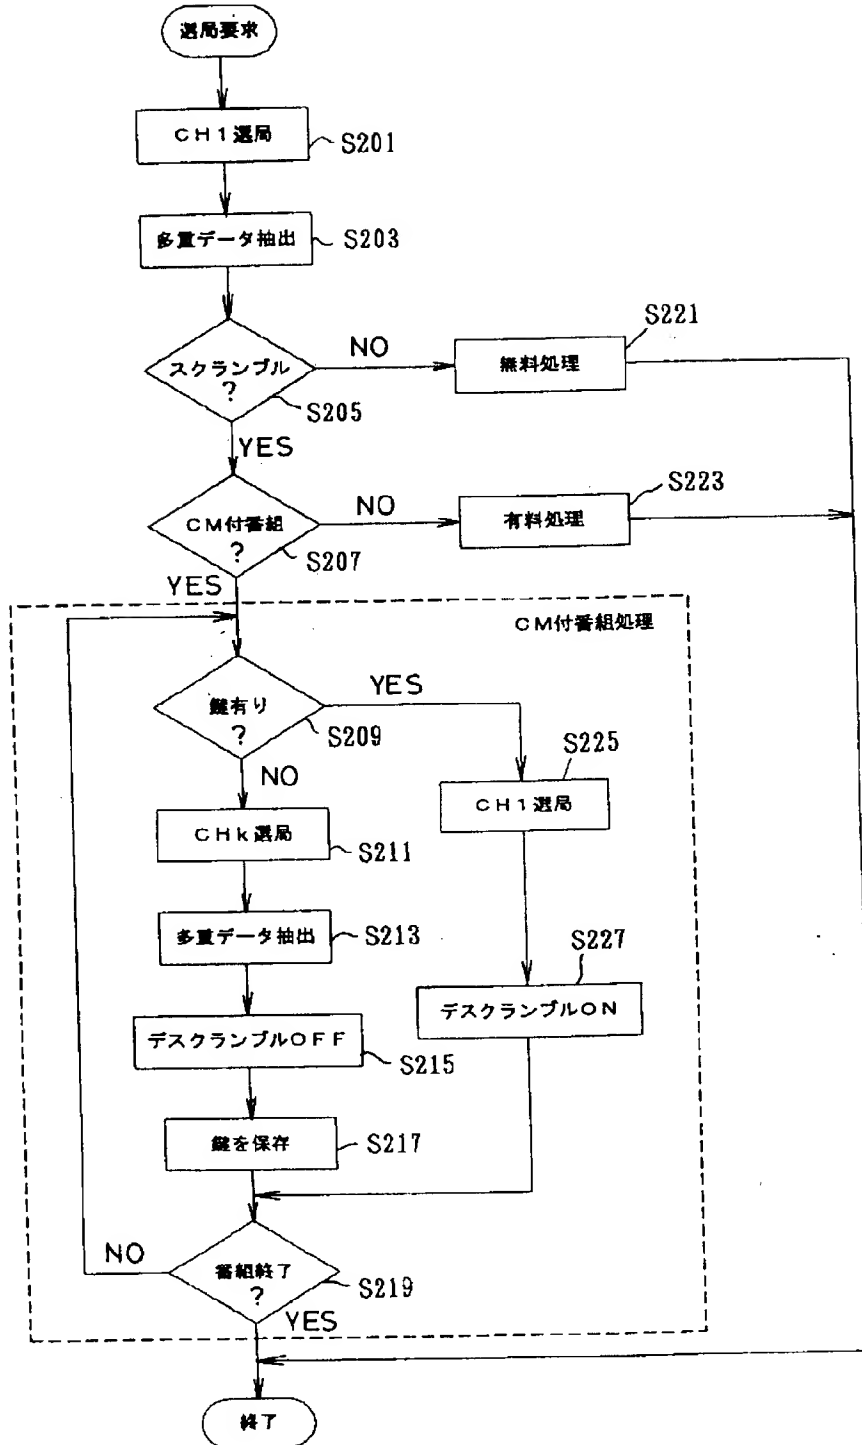 選局要求
CH1選局
S201
多重データ抽出
S203
スクランブル
?
S205
NO
無料処理
S221
YES
CM付番組
?
S207
NO
有料処理
S223
YES
CM付番組処理
鍵有り
?
S209
YES
NO
CH1選局
S225
CHk選局
S211
多重データ抽出
S213
デスクランブルON
S227
デスクランブルOFF
S215
鍵を保存
S217
番組終了
?
S219
NO
YES
終了